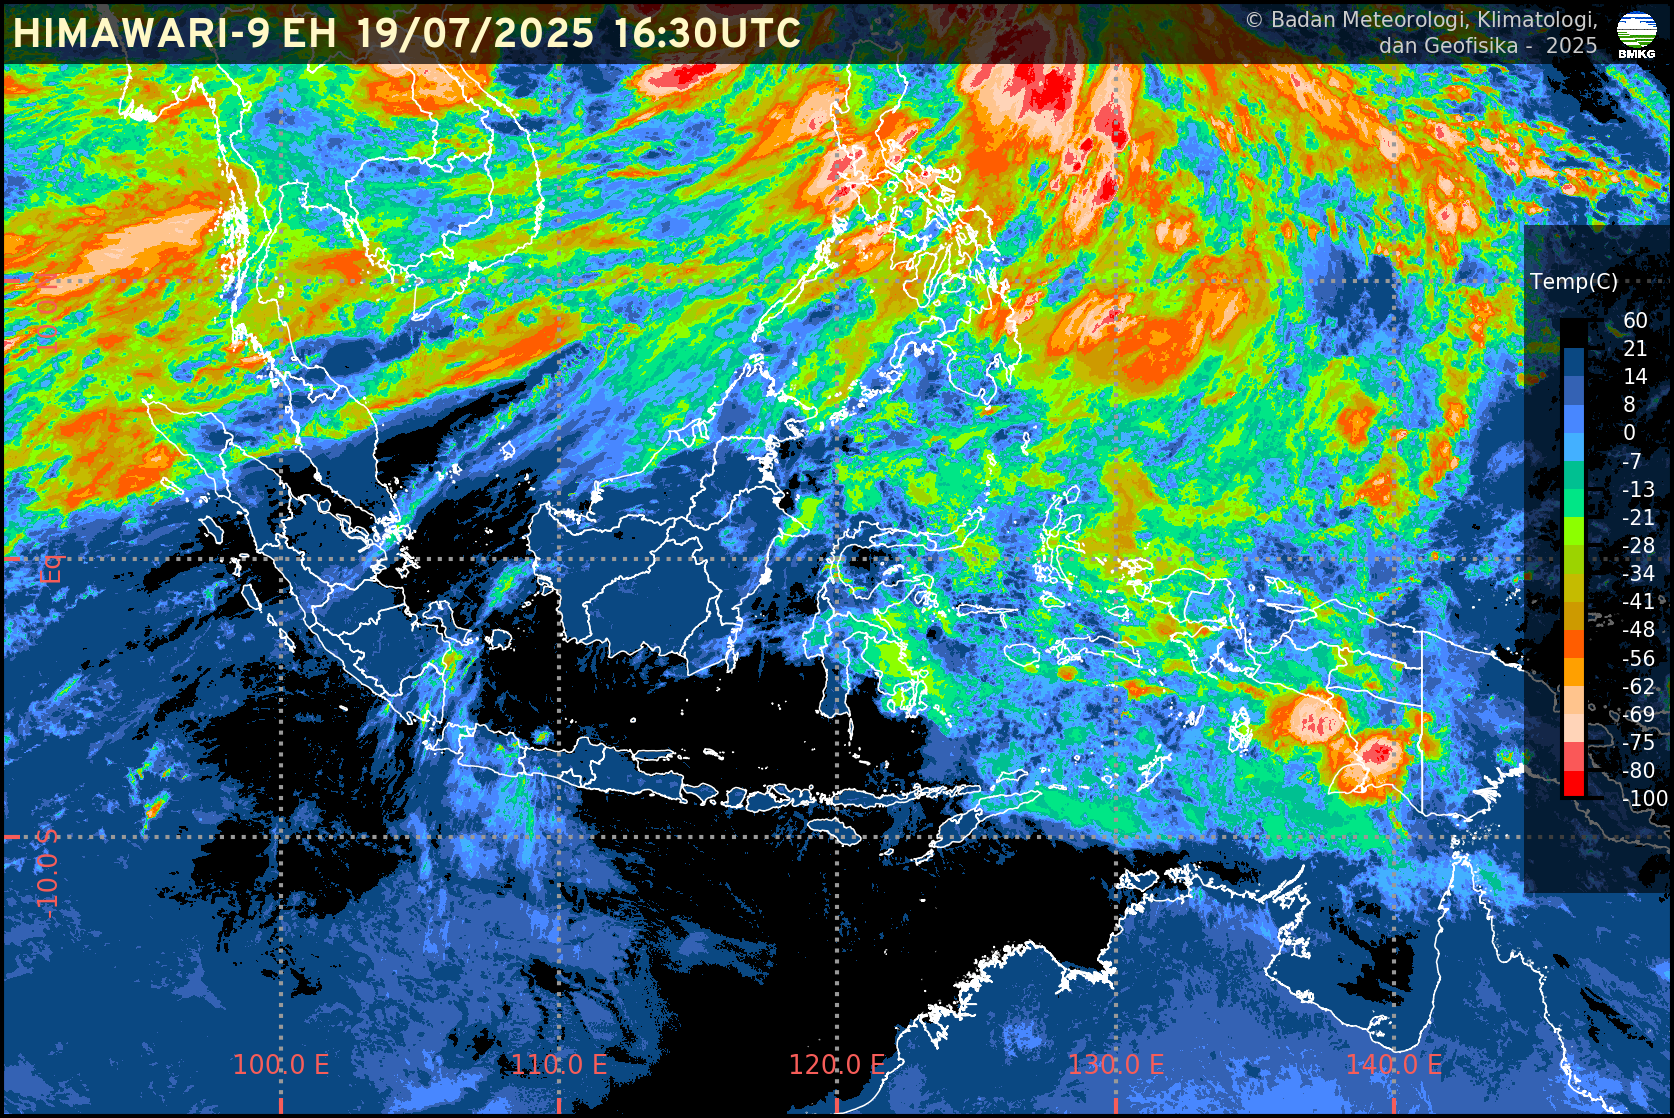 HIMAWARI-9 EH 19/07/2025 16:30UTC
© Badan Meteorologi, Klimatologi,
dan Geofisika - 2025
BMKG
Temp(C)
60
21
14
8
0
-7
-13
-21
-28
-34
-41
-48
-56
-62
-69
-75
-80
-100
Eq
-10.0 S
100.0 E
110.0 E
120.0 E
130.0 E
140.0 E